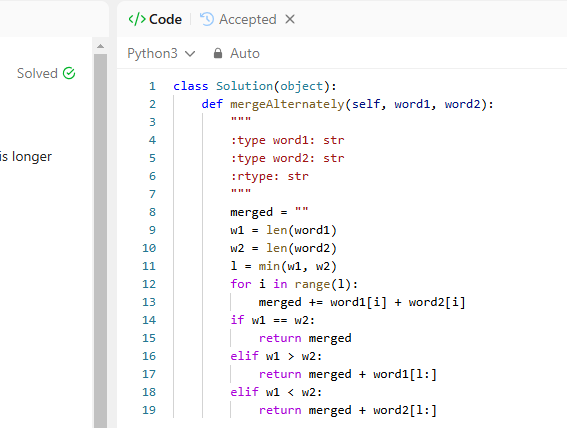 </> Code
Accepted
Python3
Auto
Solved
is longer
1 class Solution(object):
2     def mergeAlternately(self, word1, word2):
3         """
4         :type word1: str
5         :type word2: str
6         :rtype: str
7         """
8         merged = ""
9         w1 = len(word1)
10         w2 = len(word2)
11         l = min(w1, w2)
12         for i in range(l):
13             merged += word1[i] + word2[i]
14         if w1 == w2:
15             return merged
16         elif w1 > w2:
17             return merged + word1[l:]
18         elif w1 < w2:
19             return merged + word2[l:]